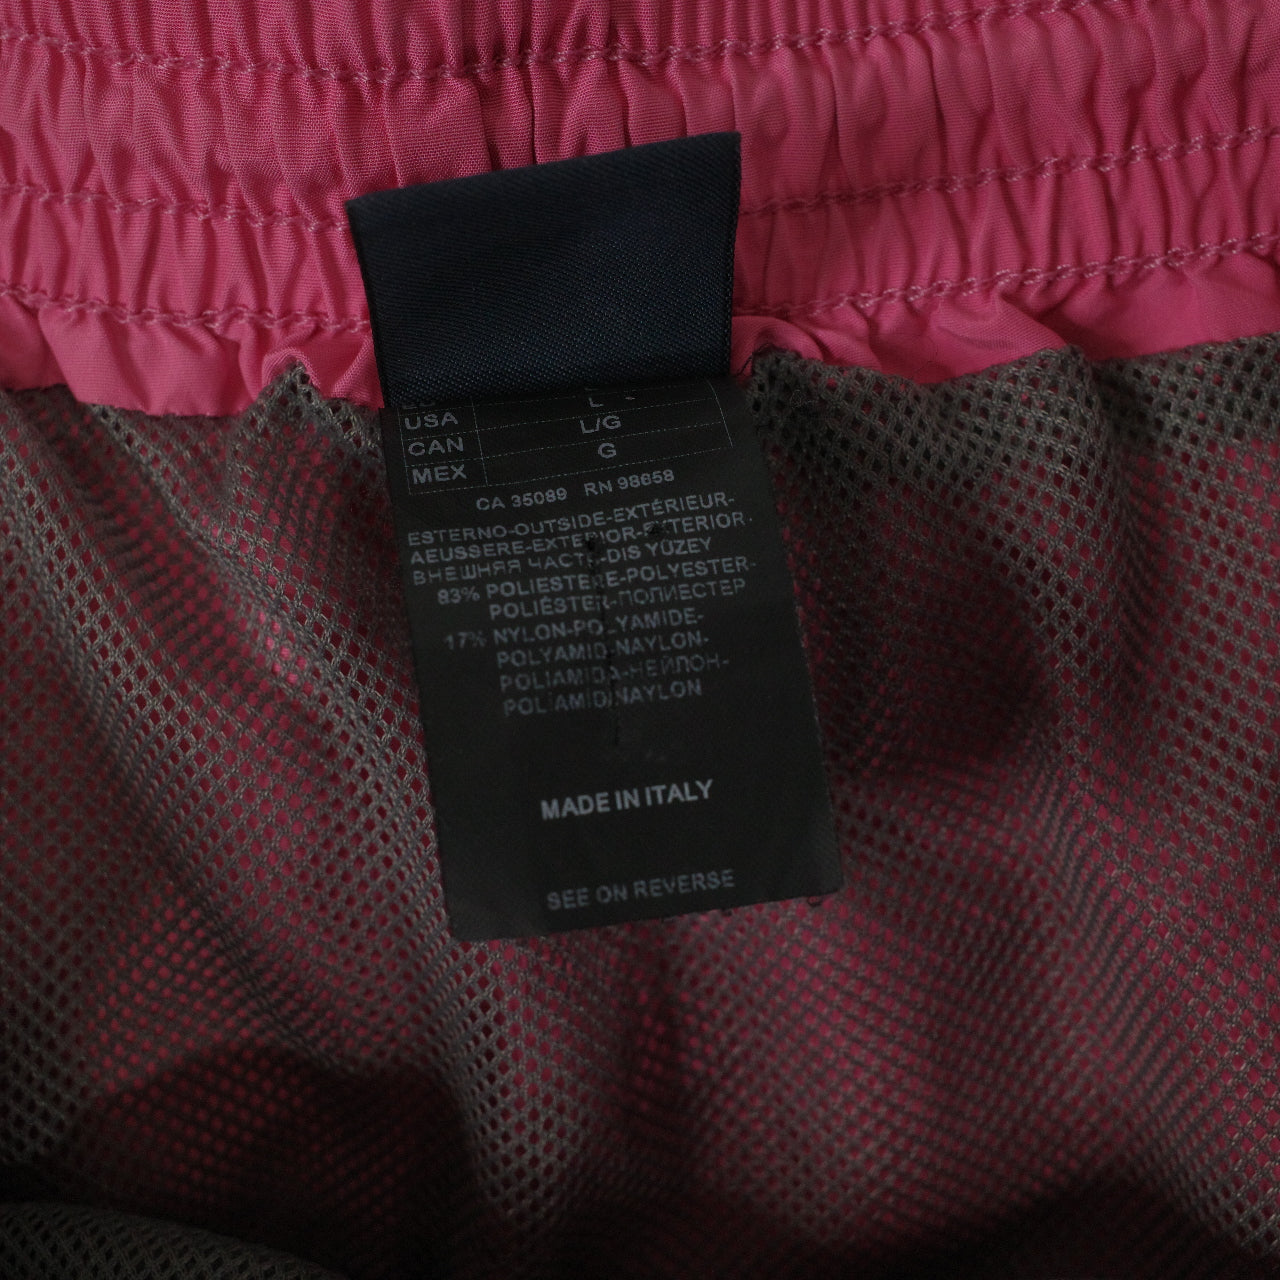 L
USA L/G
CAN
MEX G
CA 35089 RN 98658
ESTERNO-OUTSIDE-EXTÉRIEUR-
AEUSSERE-EXTERIOR-EXTERIOR-
ВНЕШНЯЯ ЧАСТЬ-DIS YÜZEY
83% POLIESTERE-POLYESTER-
POLIÉSTER-ПОЛИЕСТЕР
17% NYLON-POLYAMIDE-
POLYAMID-NAYLON-
POLIAMIDA-НЕЙЛОН-
POLIAMID/NAYLON
MADE IN ITALY
SEE ON REVERSE